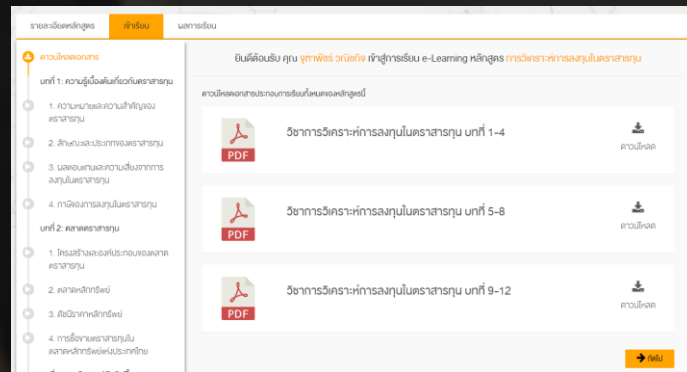 รายละเอียดหลักสูตร เข้าเรียน ผลการเรียน
ดาวน์โหลดเอกสาร
บทที่ 1: ความรู้เบื้องต้นเกี่ยวกับตราสารทุน
1. ความหมายและความสำคัญของ
ตราสารทุน
2. ลักษณะและประเภทของตราสารทุน
3. ผลตอบแทนและความเสี่ยงจากการ
ลงทุนในตราสารทุน
4. ภาษีของการลงทุนในตราสารทุน
บทที่ 2: ตลาดตราสารทุน
1. โครงสร้างและองค์ประกอบของตลาด
ตราสารทุน
2. ตลาดหลักทรัพย์
3. ดัชนีราคาหลักทรัพย์
4. การซื้อขายตราสารทุนใน
ตลาดหลักทรัพย์แห่งประเทศไทย
ยินดีต้อนรับ คุณ จุฑาพัชร์ วณิชกิจ เข้าสู่การเรียน e-Learning หลักสูตร การวิเคราะห์การลงทุนในตราสารทุน
ดาวน์โหลดเอกสารประกอบการเรียนทั้งหมดของหลักสูตรนี้
PDF
วิชาการวิเคราะห์การลงทุนในตราสารทุน บทที่ 1-4
ดาวน์โหลด
PDF
วิชาการวิเคราะห์การลงทุนในตราสารทุน บทที่ 5-8
ดาวน์โหลด
PDF
วิชาการวิเคราะห์การลงทุนในตราสารทุน บทที่ 9-12
ดาวน์โหลด
ถัดไป